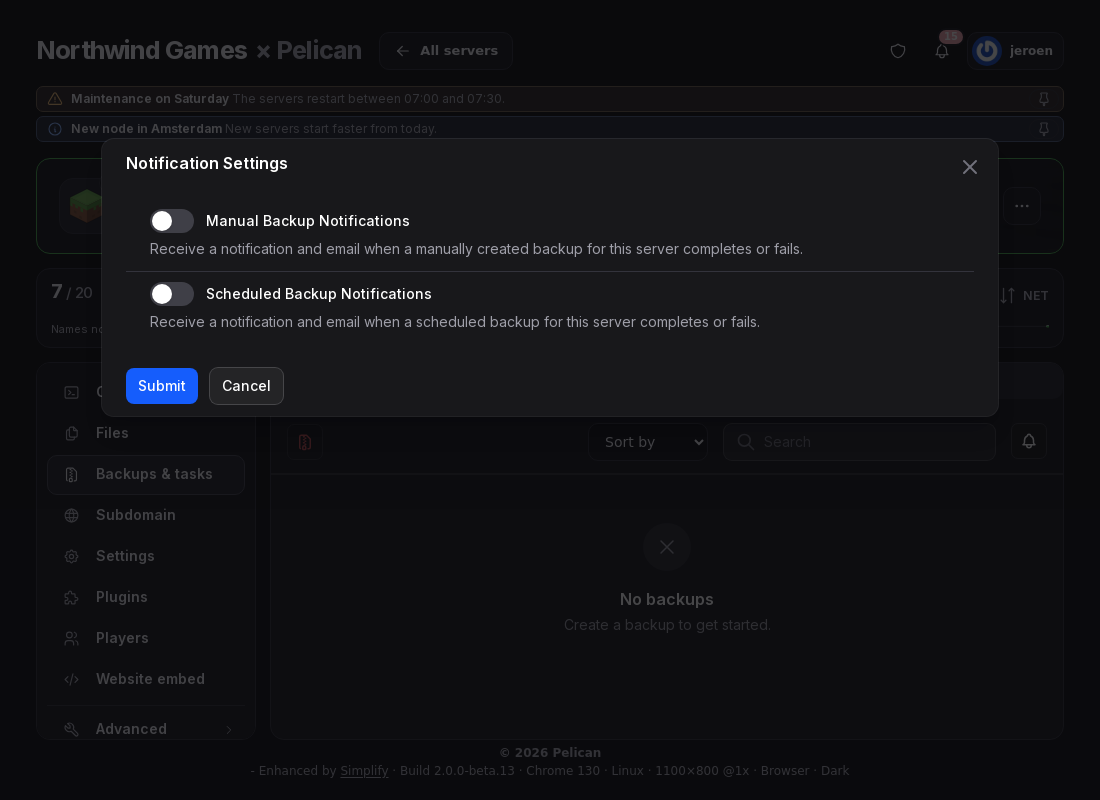 Northwind Games × Pelican
All servers
15
jeroen
Maintenance on Saturday The servers restart between 07:00 and 07:30.
New node in Amsterdam New servers start faster from today.
Notification Settings
Manual Backup Notifications
Receive a notification and email when a manually created backup for this server completes or fails.
Scheduled Backup Notifications
Receive a notification and email when a scheduled backup for this server completes or fails.
Submit
Cancel
7 / 20
NET
Names no
Files
Backups & tasks
Subdomain
Settings
Plugins
Players
Website embed
Advanced
Sort by
Search
No backups
Create a backup to get started.
© 2026 Pelican
- Enhanced by Simplify · Build 2.0.0-beta.13 · Chrome 130 · Linux · 1100×800 @1x · Browser · Dark